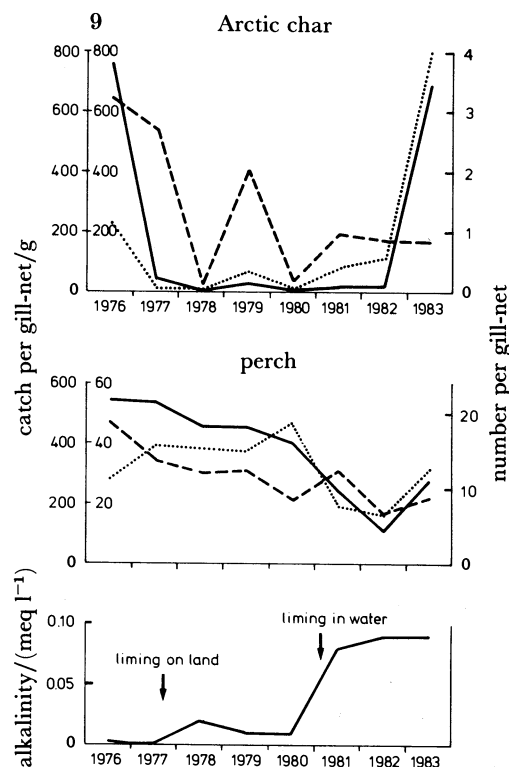 9
Arctic char
800 800 4
600 600 3
400 400 2
200 200 1
0 0
1976 1977 1978 1979 1980 1981 1982 1983
catch per gill-net/g
number per gill-net
perch
600 60
400 40 20
200 20 10
0 0
alkalinity/(meq l⁻¹)
0.10
0.05
0
liming on land
liming in water
1976 1977 1978 1979 1980 1981 1982 1983